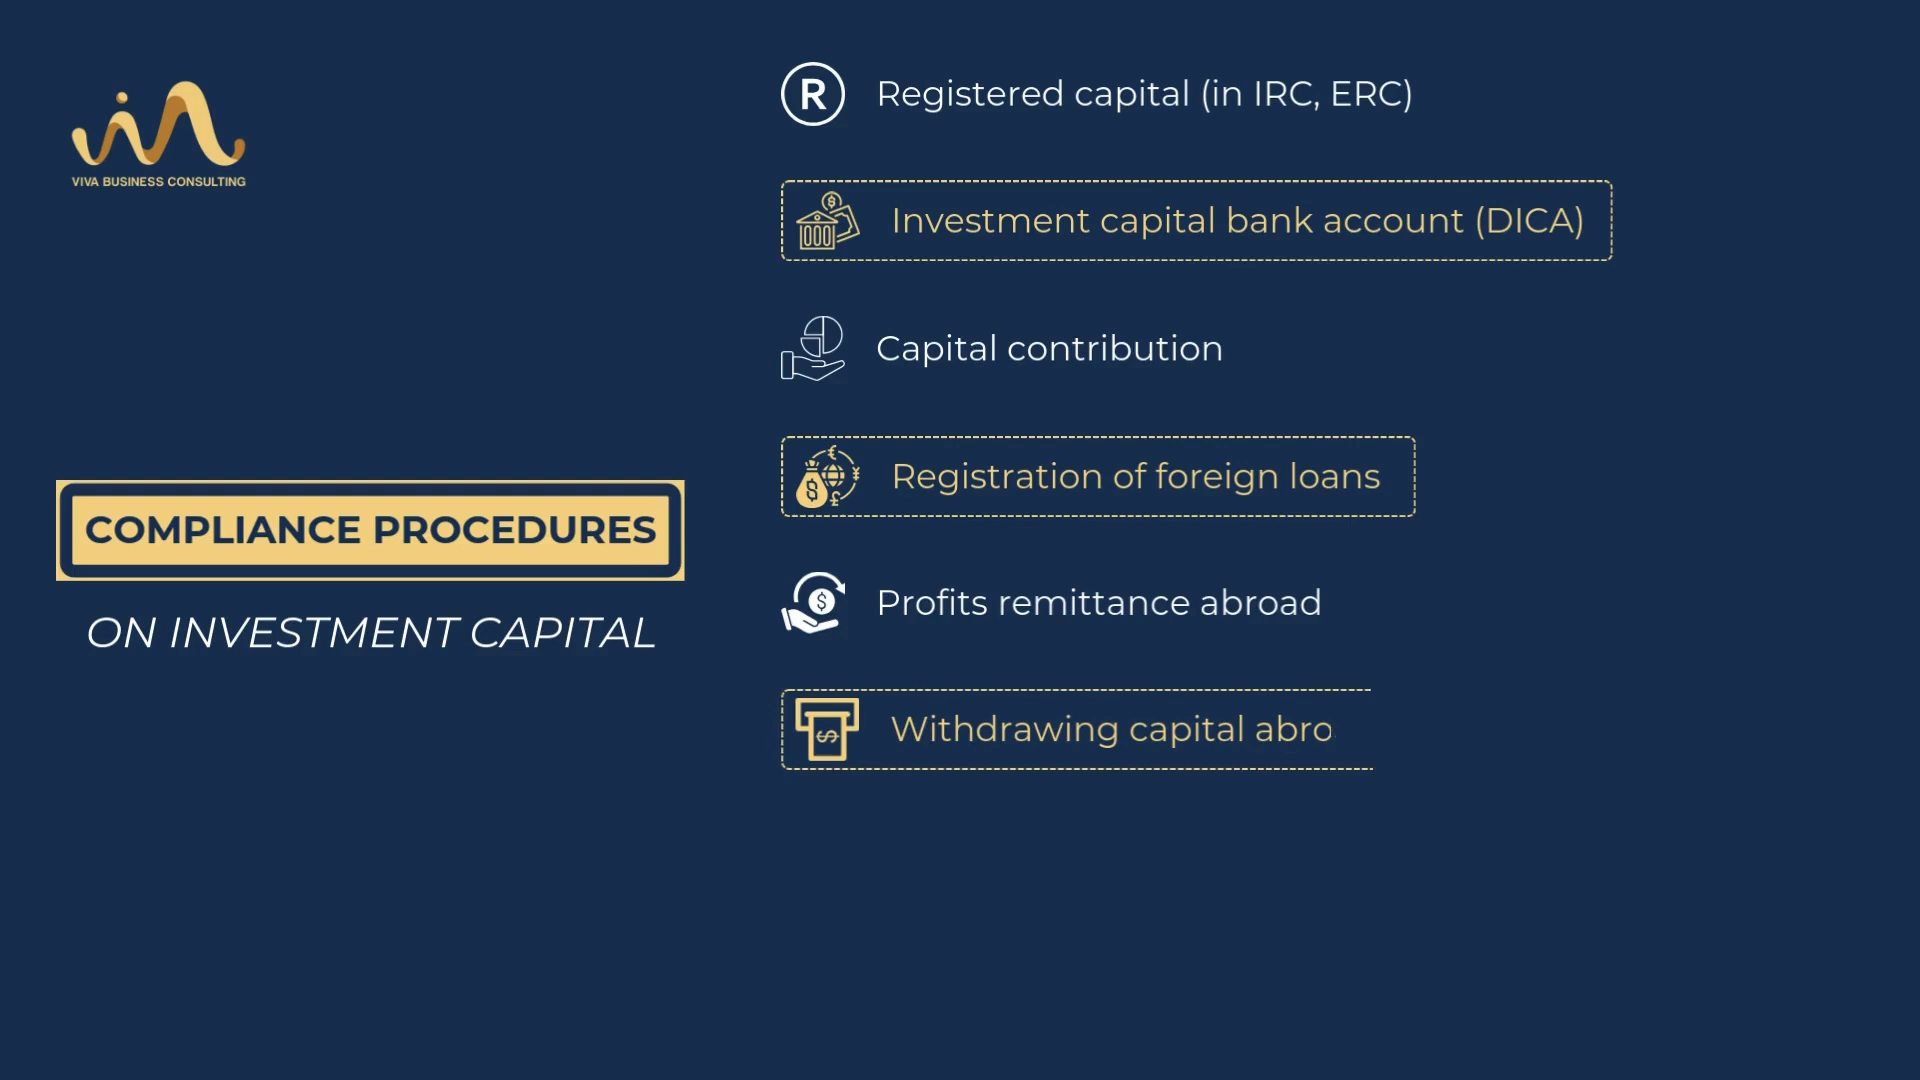 VIVA BUSINESS CONSULTING
COMPLIANCE PROCEDURES
ON INVESTMENT CAPITAL
Registered capital (in IRC, ERC)
Investment capital bank account (DICA)
Capital contribution
Registration of foreign loans
Profits remittance abroad
Withdrawing capital abro